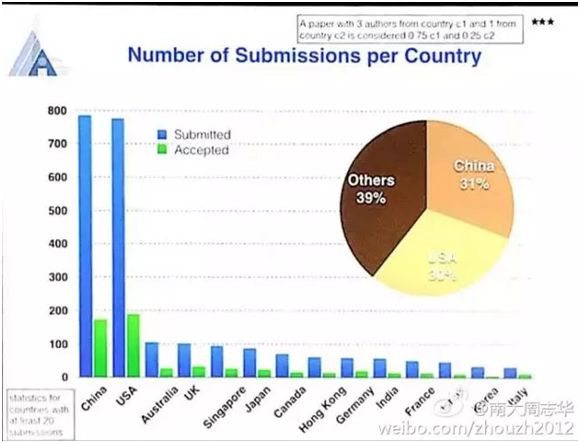 A paper with 3 authors from country c1 and 1 from
country c2 is considered 0 75 c1 and 0 25 c2
***
Number of Submissions per Country
800
700
600
500
400
300
200
100
0
Submitted
Accepted
China
31%
USA
30%
Others
39%
China
USA
Australia
UK
Singapore
Japan
Canada
Hong Kong
Germany
India
France
Korea
Italy
statistics for
countries with
at least 20
submissions
@南大周志华
weibo.com/zhouzh2012